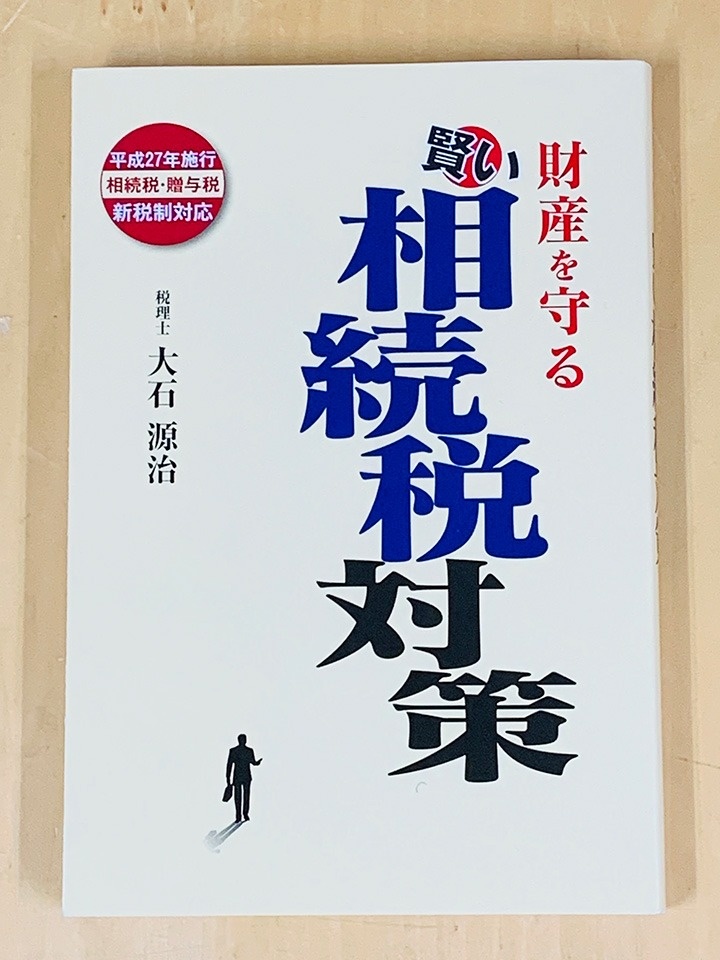 財産を守る
賢い
相続税対策
平成27年施行
相続税・贈与税
新税制対応
税理士 大石 源治